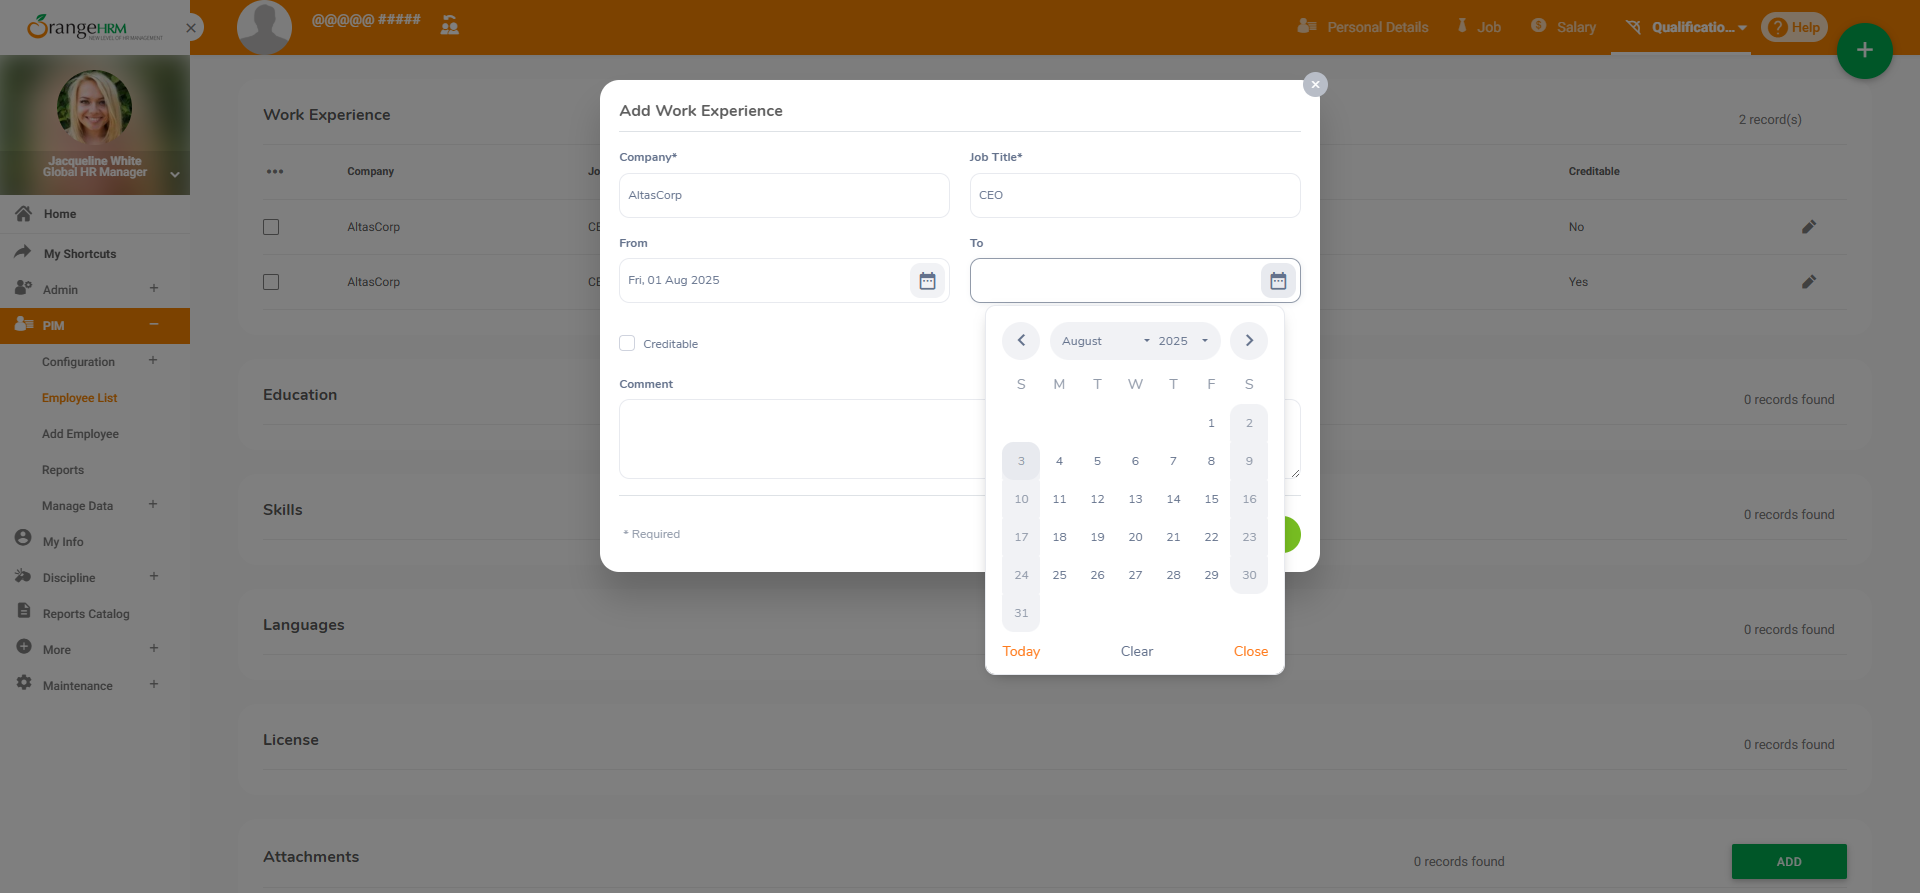 OrangeHRM
NEW LEVEL OF HR MANAGEMENT
@@@@@ #####
Personal Details
Job
Salary
Qualificatio...
Help
Jacqueline White
Global HR Manager
Home
My Shortcuts
Admin
PIM
Configuration
Employee List
Add Employee
Reports
Manage Data
My Info
Discipline
Reports Catalog
More
Maintenance
Work Experience
2 record(s)
Company
Jo
Creditable
AltasCorp
CE
No
AltasCorp
CE
Yes
Education
0 records found
Skills
0 records found
Languages
0 records found
License
0 records found
Attachments
0 records found
ADD
Add Work Experience
Company*
Job Title*
AltasCorp
CEO
From
To
Fri, 01 Aug 2025
Creditable
Comment
* Required
August 2025
S M T W T F S
1 2
3 4 5 6 7 8 9
10 11 12 13 14 15 16
17 18 19 20 21 22 23
24 25 26 27 28 29 30
31
Today
Clear
Close